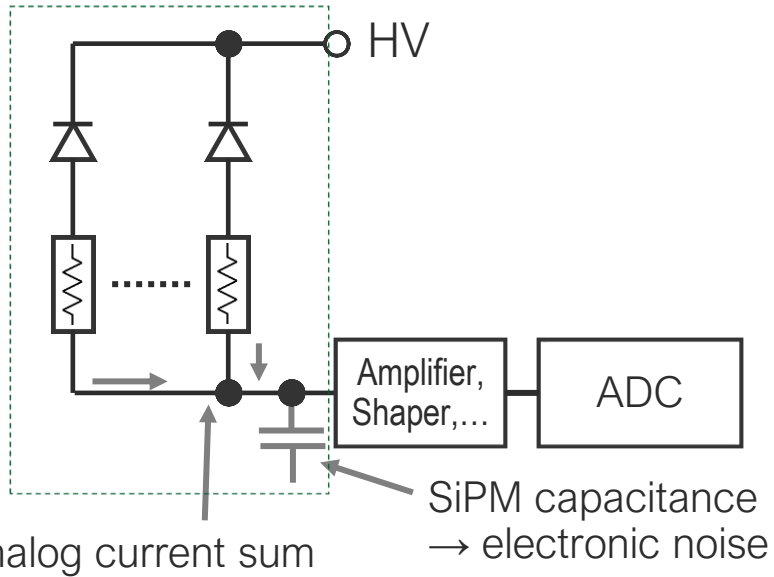 HV
Amplifier,
Shaper,...
ADC
SiPM capacitance
→ electronic noise
nalog current sum